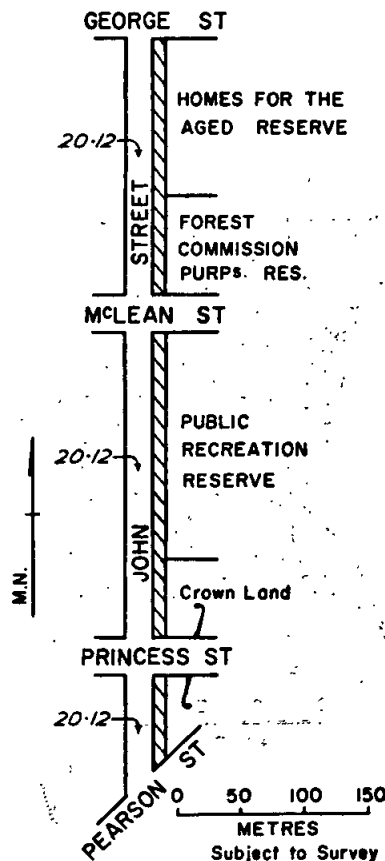 GEORGE ST
HOMES FOR THE
AGED RESERVE
20·12
STREET
FOREST
COMMISSION
PURPS. RES.
McLEAN ST
PUBLIC
RECREATION
RESERVE
20·12
M.N.
JOHN
Crown Land
PRINCESS ST
20·12
PEARSON ST
0 50 100 150
METRES
Subject to Survey